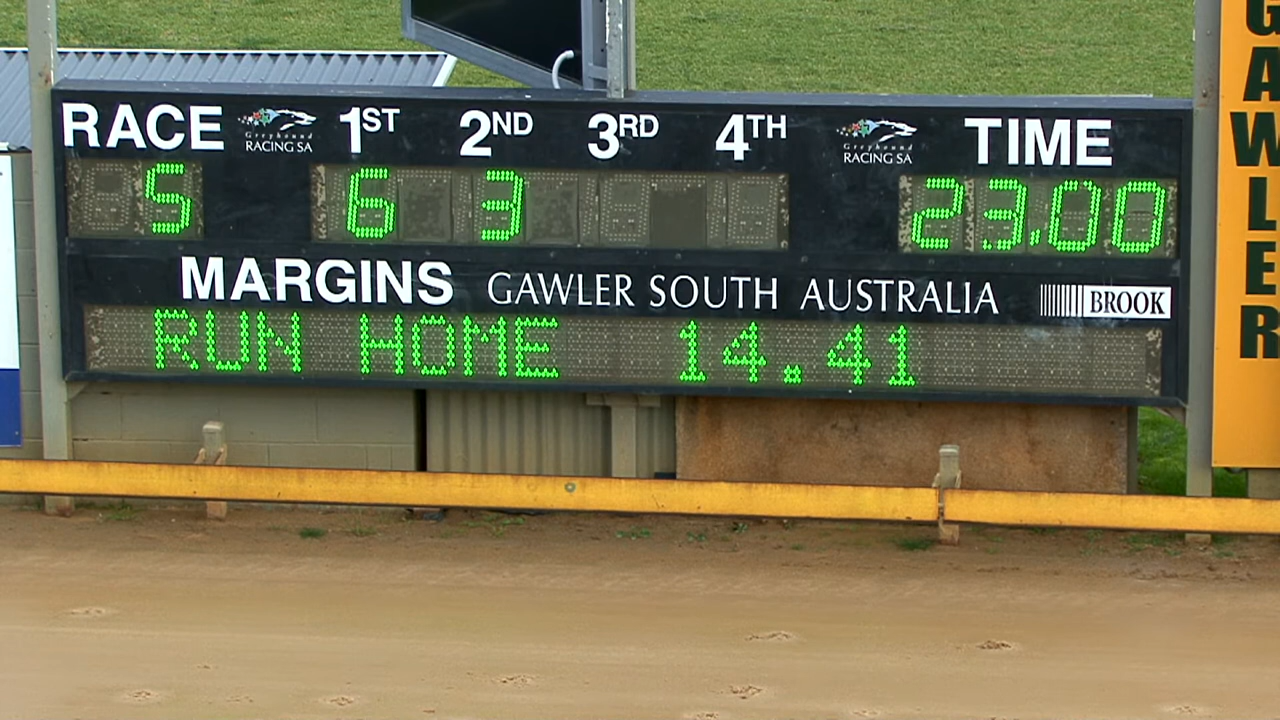 RACE Greyhound RACING SA 1ST 2ND 3RD 4TH Greyhound RACING SA TIME
5 6 3 23.00
MARGINS GAWLER SOUTH AUSTRALIA BROOK
RUN HOME 14.41
GAWLER